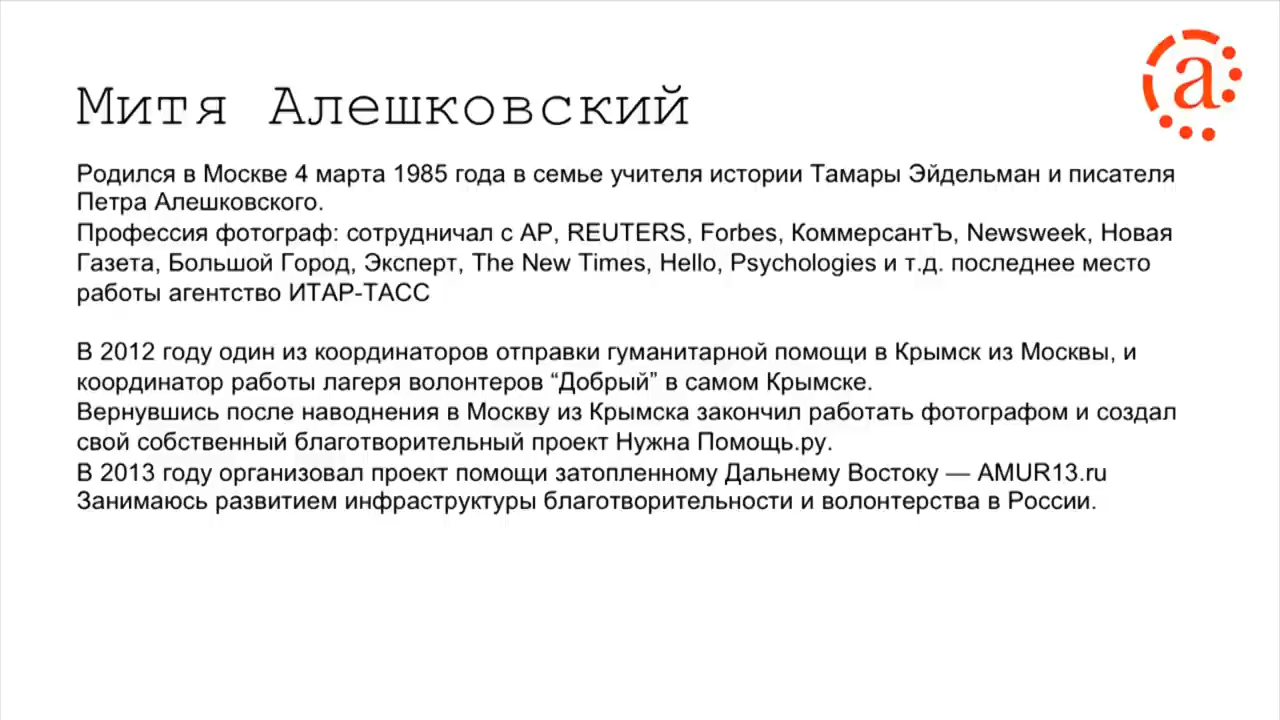 a
Митя Алешковский
Родился в Москве 4 марта 1985 года в семье учителя истории Тамары Эйдельман и писателя
Петра Алешковского.
Профессия фотограф: сотрудничал с AP, REUTERS, Forbes, КоммерсантЪ, Newsweek, Новая
Газета, Большой Город, Эксперт, The New Times, Hello, Psychologies и т.д. последнее место
работы агентство ИТАР-ТАСС
В 2012 году один из координаторов отправки гуманитарной помощи в Крымск из Москвы, и
координатор работы лагеря волонтеров “Добрый” в самом Крымске.
Вернувшись после наводнения в Москву из Крымска закончил работать фотографом и создал
свой собственный благотворительный проект Нужна Помощь.ру.
В 2013 году организовал проект помощи затопленному Дальнему Востоку — AMUR13.ru
Занимаюсь развитием инфраструктуры благотворительности и волонтерства в России.